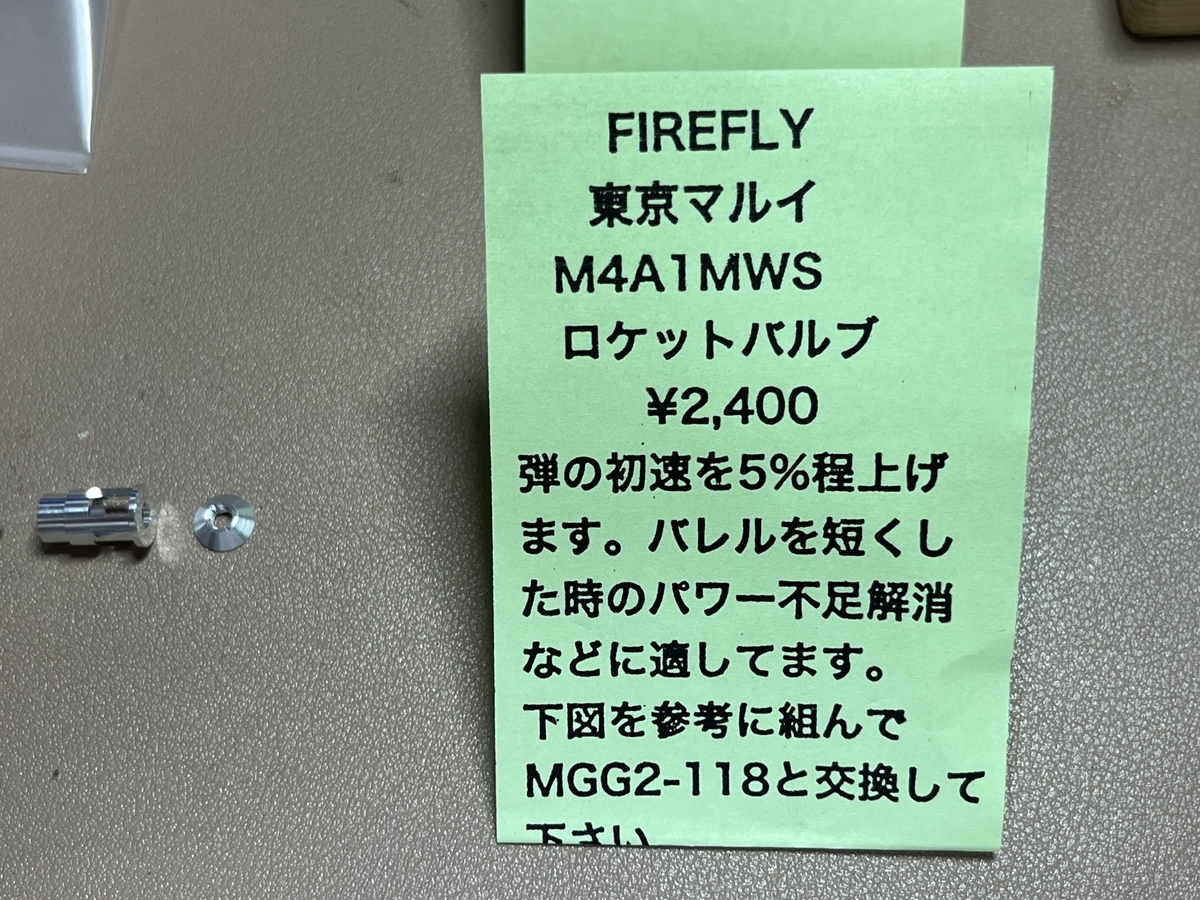 FIREFLY
東京マルイ
M4A1MWS
ロケットバルブ
¥2,400
弾の初速を5%程上げ
ます。バレルを短くし
た時のパワー不足解消
などに適してます。
下図を参考に組んで
MGG2-118と交換して
下さい